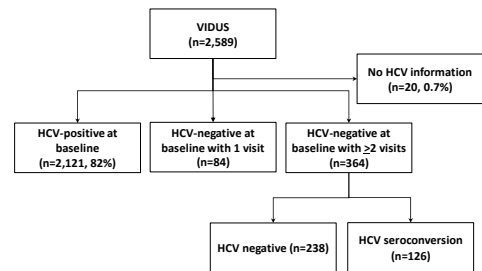 VIDUS
(n=2,589)
No HCV information
(n=20, 0.7%)
HCV-positive at
baseline
(n=2,121, 82%)
HCV-negative at
baseline with 1 visit
(n=84)
HCV-negative at
baseline with ≥2 visits
(n=364)
HCV negative (n=238)
HCV seroconversion
(n=126)